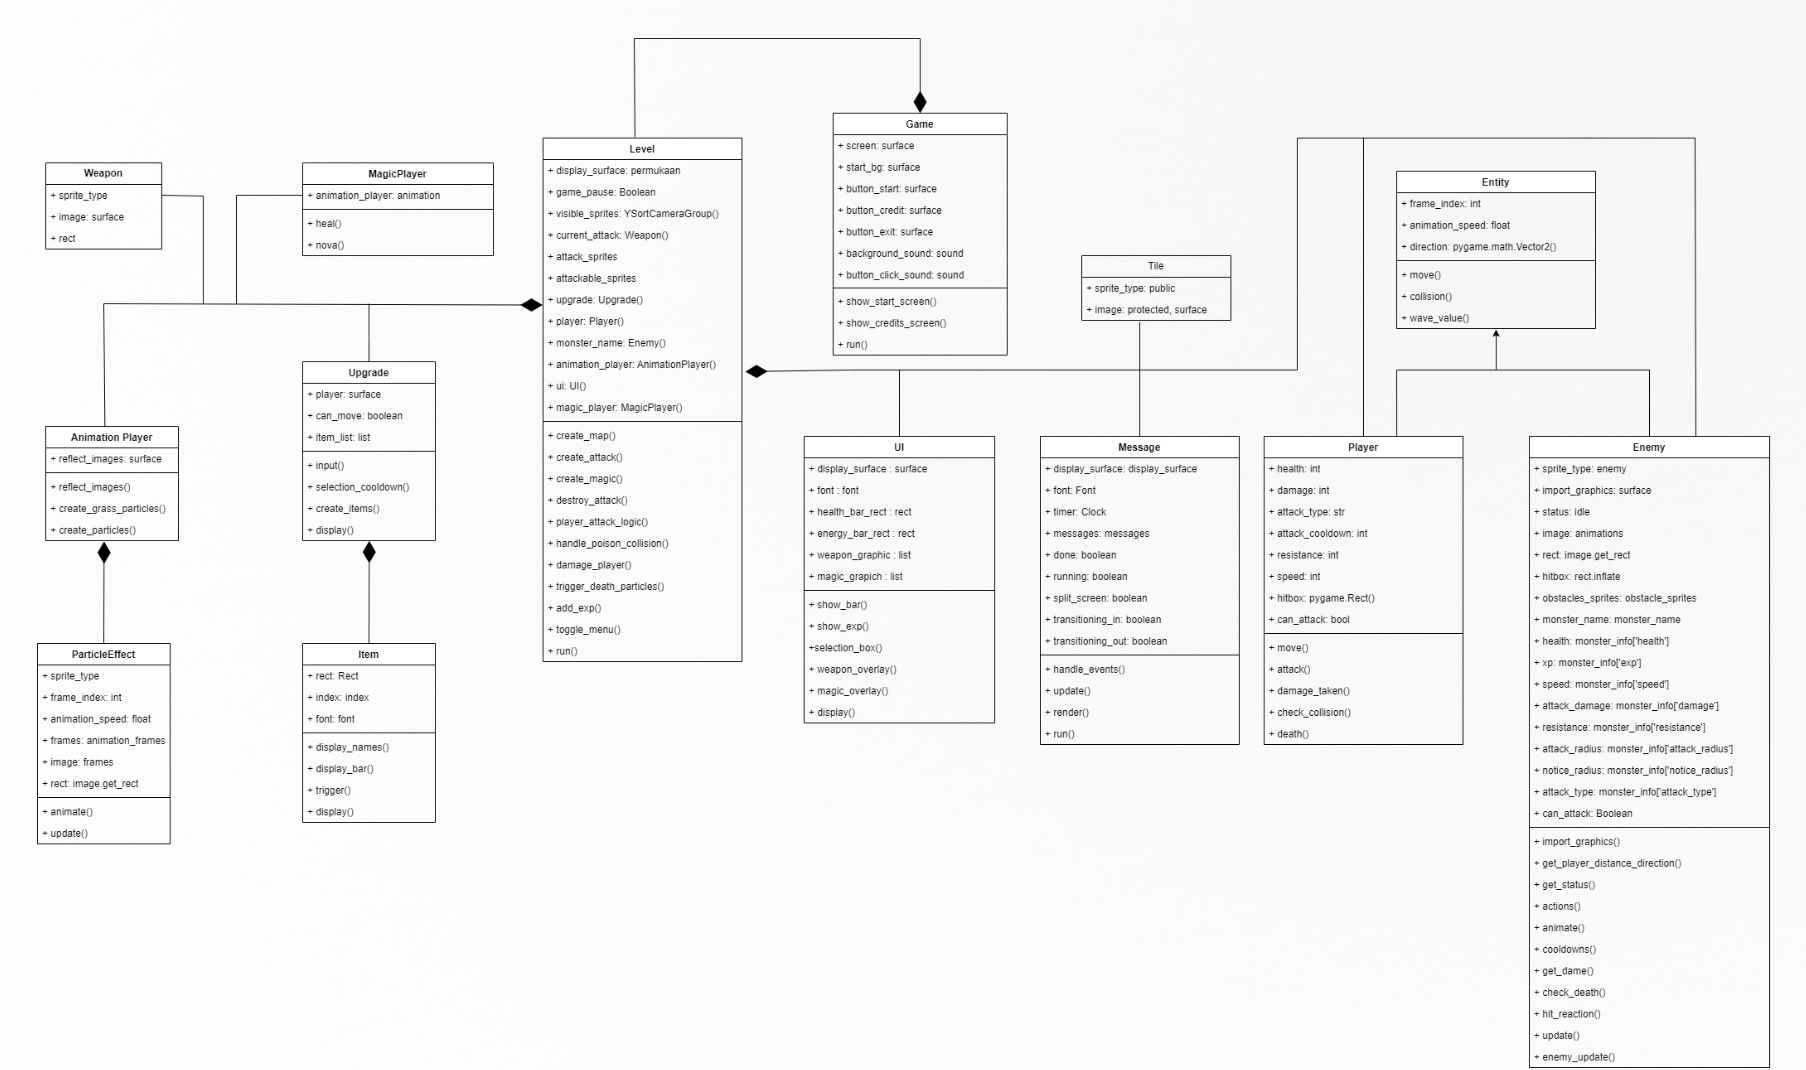 Weapon
+ sprite_type
+ image: surface
+ rect
MagicPlayer
+ animation_player: animation
+ heal()
+ nova()
Level
+ display_surface: permukaan
+ game_pause: Boolean
+ visible_sprites: YSortCameraGroup()
+ current_attack: Weapon()
+ attack_sprites
+ attackable_sprites
+ upgrade: Upgrade()
+ player: Player()
+ monster_name: Enemy()
+ animation_player: AnimationPlayer()
+ ui: UI()
+ magic_player: MagicPlayer()
+ create_map()
+ create_attack()
+ create_magic()
+ destroy_attack()
+ player_attack_logic()
+ handle_poison_collision()
+ damage_player()
+ trigger_death_particles()
+ add_exp()
+ toggle_menu()
+ run()
Game
+ screen: surface
+ start_bg: surface
+ button_start: surface
+ button_credit: surface
+ button_exit: surface
+ background_sound: sound
+ button_click_sound: sound
+ show_start_screen()
+ show_credits_screen()
+ run()
Tile
+ sprite_type: public
+ image: protected, surface
Entity
+ frame_index: int
+ animation_speed: float
+ direction: pygame.math.Vector2()
+ move()
+ collision()
+ wave_value()
Animation Player
+ reflect_images: surface
+ reflect_images()
+ create_grass_particles()
+ create_particles()
Upgrade
+ player: surface
+ can_move: boolean
+ item_list: list
+ input()
+ selection_cooldown()
+ create_items()
+ display()
UI
+ display_surface : surface
+ font : font
+ health_bar_rect : rect
+ energy_bar_rect : rect
+ weapon_graphic : list
+ magic_grapich : list
+ show_bar()
+ show_exp()
+selection_box()
+ weapon_overlay()
+ magic_overlay()
+ display()
Message
+ display_surface: display_surface
+ font: Font
+ timer: Clock
+ messages: messages
+ done: boolean
+ running: boolean
+ split_screen: boolean
+ transitioning_in: boolean
+ transitioning_out: boolean
+ handle_events()
+ update()
+ render()
+ run()
Player
+ health: int
+ damage: int
+ attack_type: str
+ attack_cooldown: int
+ resistance: int
+ speed: int
+ hitbox: pygame.Rect()
+ can_attack: bool
+ move()
+ attack()
+ damage_taken()
+ check_collision()
+ death()
Enemy
+ sprite_type: enemy
+ import_graphics: surface
+ status: idle
+ image: animations
+ rect: image.get_rect
+ hitbox: rect.inflate
+ obstacles_sprites: obstacle_sprites
+ monster_name: monster_name
+ health: monster_info['health']
+ xp: monster_info['exp']
+ speed: monster_info['speed']
+ attack_damage: monster_info['damage']
+ resistance: monster_info['resistance']
+ attack_radius: monster_info['attack_radius']
+ notice_radius: monster_info['notice_radius']
+ attack_type: monster_info['attack_type']
+ can_attack: Boolean
+ import_graphics()
+ get_player_distance_direction()
+ get_status()
+ actions()
+ animate()
+ cooldowns()
+ get_dame()
+ check_death()
+ hit_reaction()
+ update()
+ enemy_update()
ParticleEffect
+ sprite_type
+ frame_index: int
+ animation_speed: float
+ frames: animation_frames
+ image: frames
+ rect: image.get_rect
+ animate()
+ update()
Item
+ rect: Rect
+ index: index
+ font: font
+ display_names()
+ display_bar()
+ trigger()
+ display()